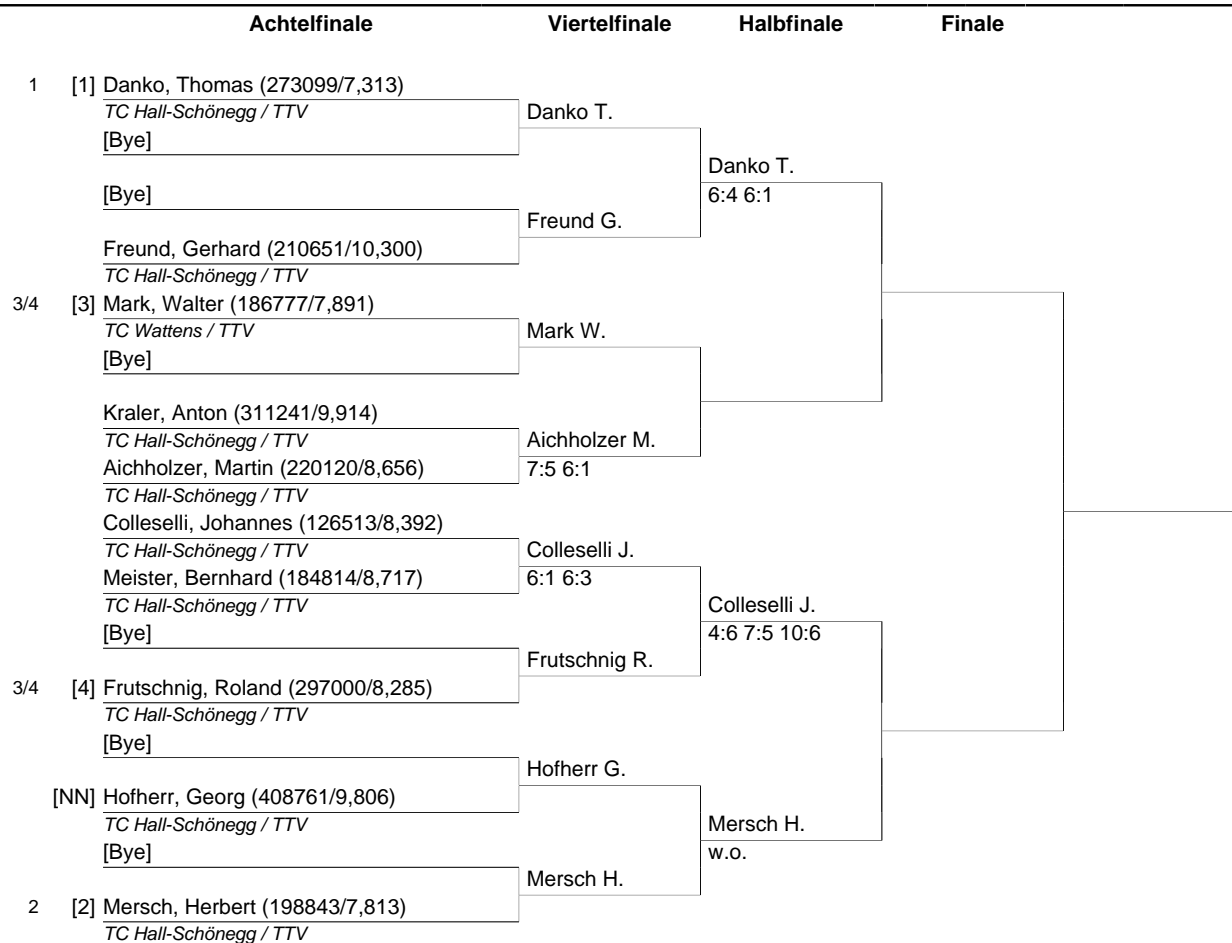 Achtelfinale Viertelfinale Halbfinale Finale
1 [1] Danko, Thomas (273099/7,313)
TC Hall-Schönegg / TTV Danko T.
[Bye]
Danko T.
[Bye] 6:4 6:1
Freund G.
Freund, Gerhard (210651/10,300)
TC Hall-Schönegg / TTV
3/4 [3] Mark, Walter (186777/7,891)
TC Wattens / TTV Mark W.
[Bye]
Kraler, Anton (311241/9,914)
TC Hall-Schönegg / TTV Aichholzer M.
Aichholzer, Martin (220120/8,656) 7:5 6:1
TC Hall-Schönegg / TTV
Colleselli, Johannes (126513/8,392)
TC Hall-Schönegg / TTV Colleselli J.
Meister, Bernhard (184814/8,717) 6:1 6:3
TC Hall-Schönegg / TTV Colleselli J.
[Bye] 4:6 7:5 10:6
Frutschnig R.
3/4 [4] Frutschnig, Roland (297000/8,285)
TC Hall-Schönegg / TTV
[Bye]
Hofherr G.
[NN] Hofherr, Georg (408761/9,806)
TC Hall-Schönegg / TTV Mersch H.
[Bye] w.o.
Mersch H.
2 [2] Mersch, Herbert (198843/7,813)
TC Hall-Schönegg / TTV